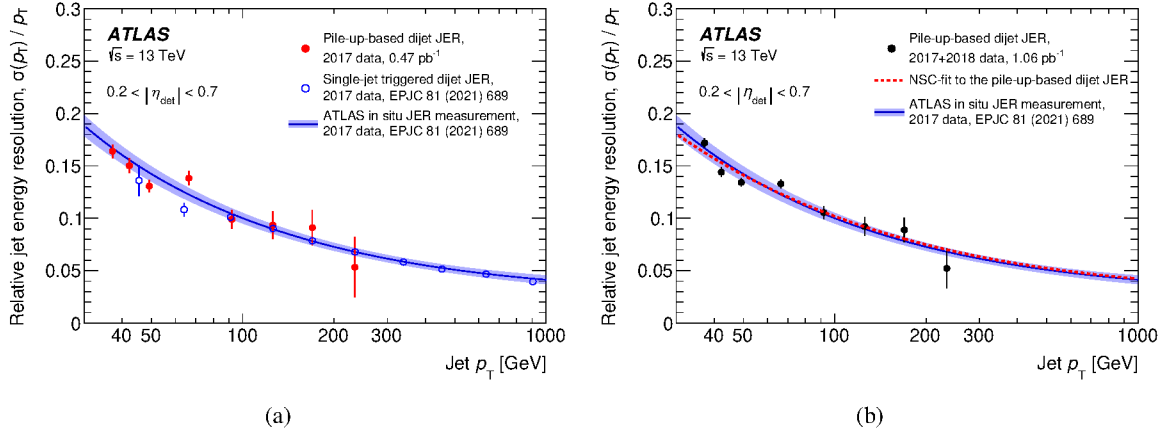 Relative jet energy resolution, σ(p_T) / p_T
0.3
0.25
0.2
0.15
0.1
0.05
0
ATLAS
√s = 13 TeV
0.2 < |η_det| < 0.7
Pile-up-based dijet JER,
2017 data, 0.47 pb⁻¹
Single-jet triggered dijet JER,
2017 data, EPJC 81 (2021) 689
ATLAS in situ JER measurement,
2017 data, EPJC 81 (2021) 689
40 50 100 200 300 1000
Jet p_T [GeV]
(a)
Relative jet energy resolution, σ(p_T) / p_T
0.3
0.25
0.2
0.15
0.1
0.05
0
ATLAS
√s = 13 TeV
0.2 < |η_det| < 0.7
Pile-up-based dijet JER,
2017+2018 data, 1.06 pb⁻¹
NSC-fit to the pile-up-based dijet JER
ATLAS in situ JER measurement,
2017 data, EPJC 81 (2021) 689
40 50 100 200 300 1000
Jet p_T [GeV]
(b)